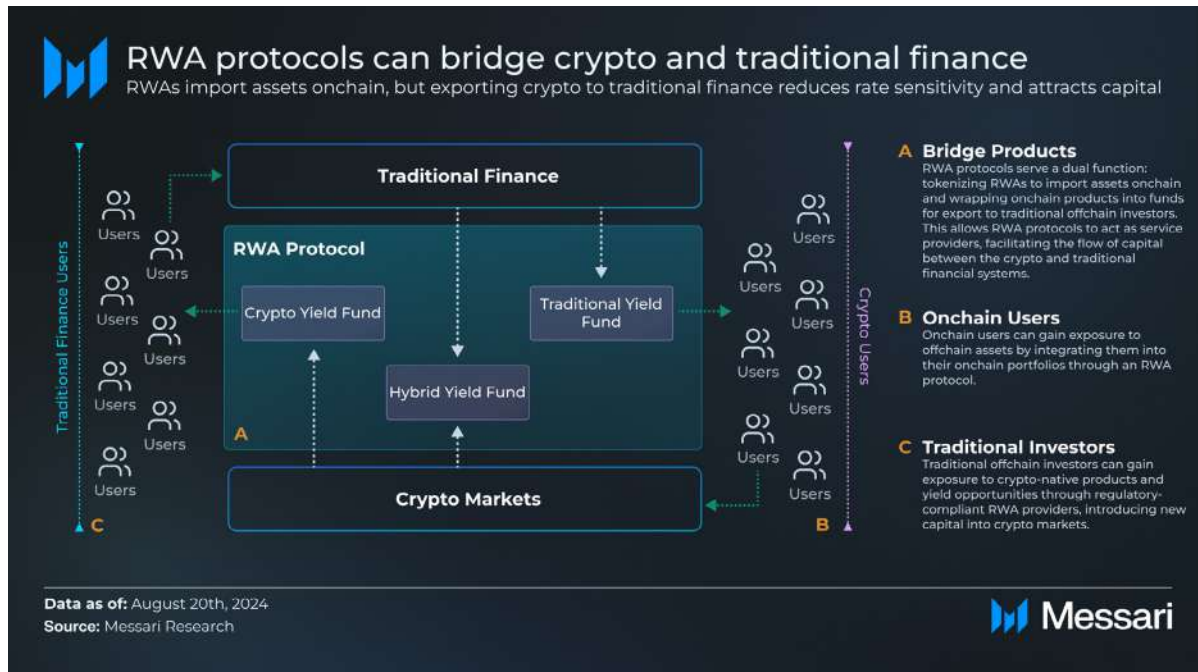 RWA protocols can bridge crypto and traditional finance
RWAs import assets onchain, but exporting crypto to traditional finance reduces rate sensitivity and attracts capital
Traditional Finance Users
Users
Users
Users
Users
Users
Users
Users
C
Traditional Finance
RWA Protocol
Crypto Yield Fund
Traditional Yield
Fund
Hybrid Yield Fund
A
Crypto Markets
Users
Users
Users
Users
Users
Users
Users
B
Crypto Users
A Bridge Products
RWA protocols serve a dual function:
tokenizing RWAs to import assets onchain
and wrapping onchain products into funds
for export to traditional offchain investors.
This allows RWA protocols to act as service
providers, facilitating the flow of capital
between the crypto and traditional
financial systems.
B Onchain Users
Onchain users can gain exposure to
offchain assets by integrating them into
their onchain portfolios through an RWA
protocol.
C Traditional Investors
Traditional offchain investors can gain
exposure to crypto-native products and
yield opportunities through regulatory-
compliant RWA providers, introducing new
capital into crypto markets.
Data as of: August 20th, 2024
Source: Messari Research
Messari